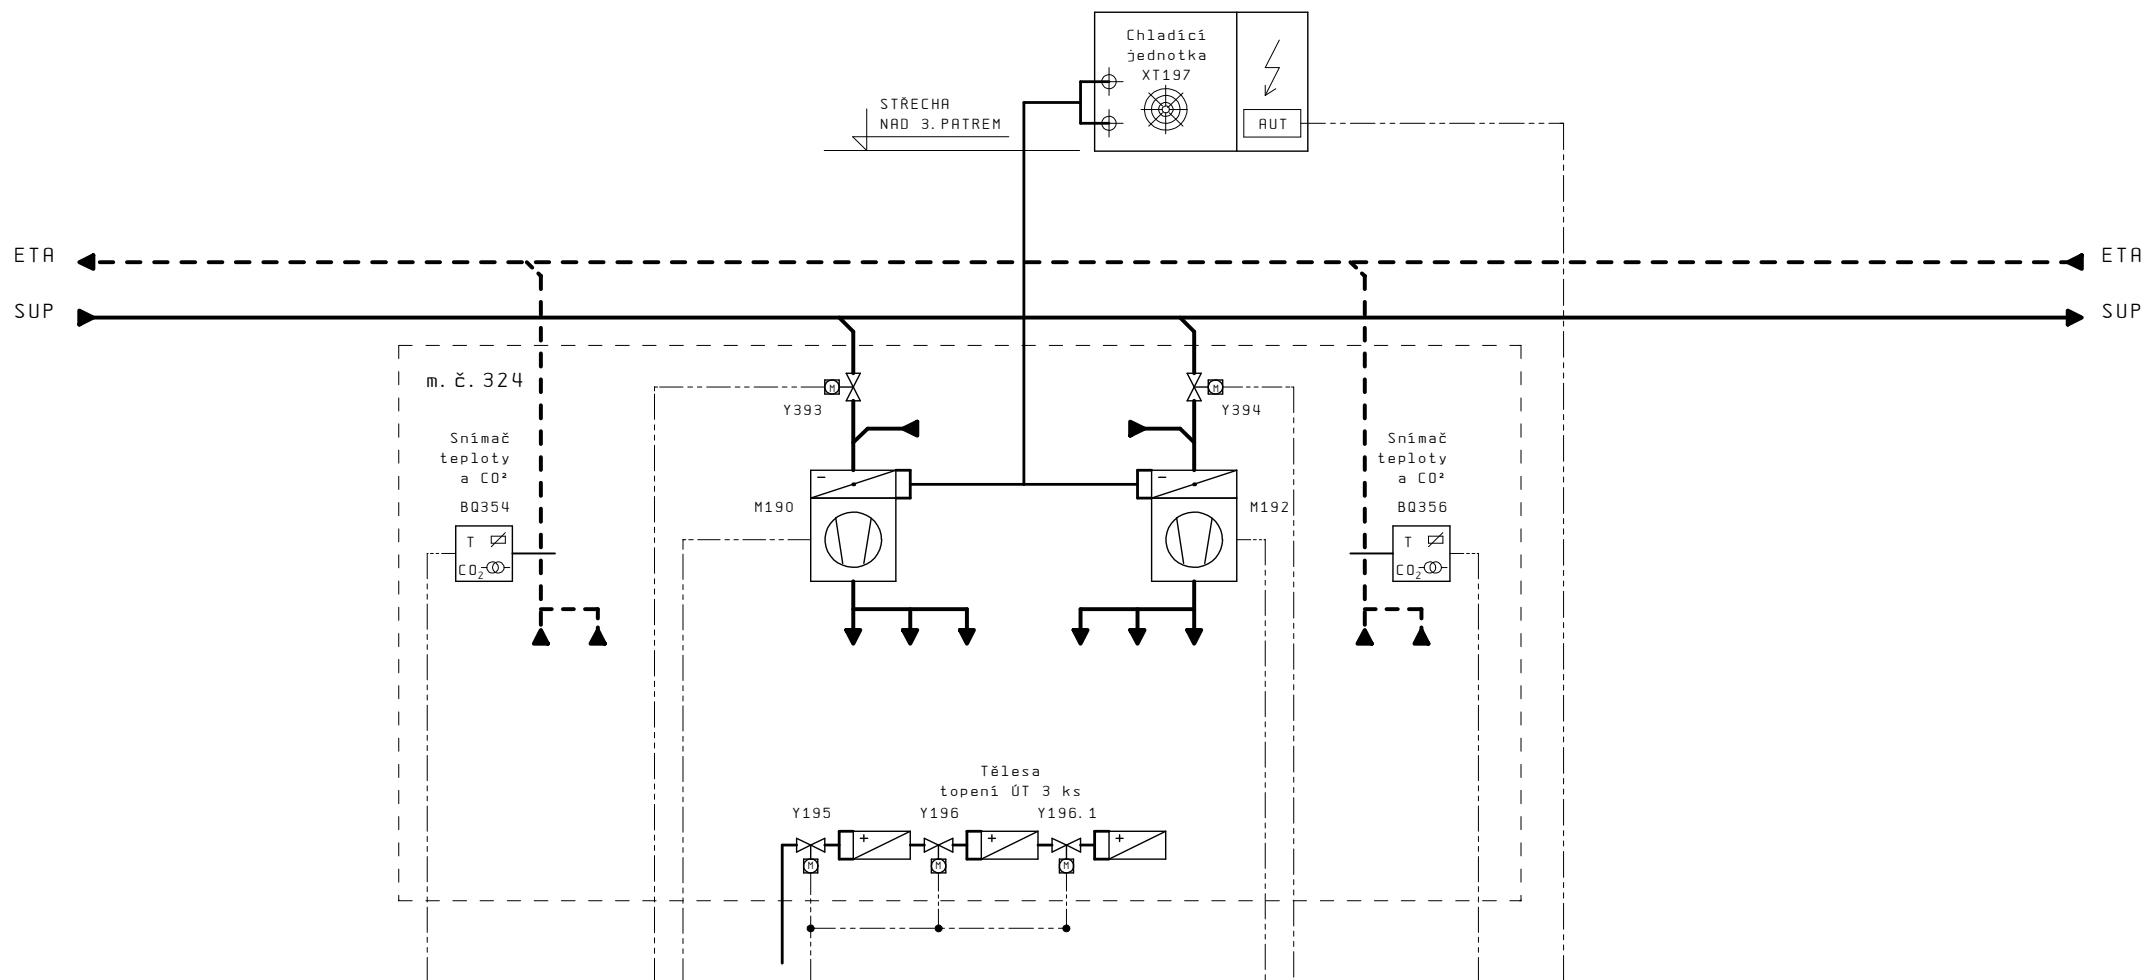 Chladící
jednotka
XT197
STŘECHA
NAD 3. PATREM
AUT
ETA
ETA
SUP
SUP
m. č. 324
M
M
Y393
Y394
Snímač
teploty
a CO²
BQ354
Snímač
teploty
a CO²
BQ356
M190
M192
T
CO₂
T
CO₂
Tělesa
topení ÚT 3 ks
Y195
Y196
Y196.1
M
M
M